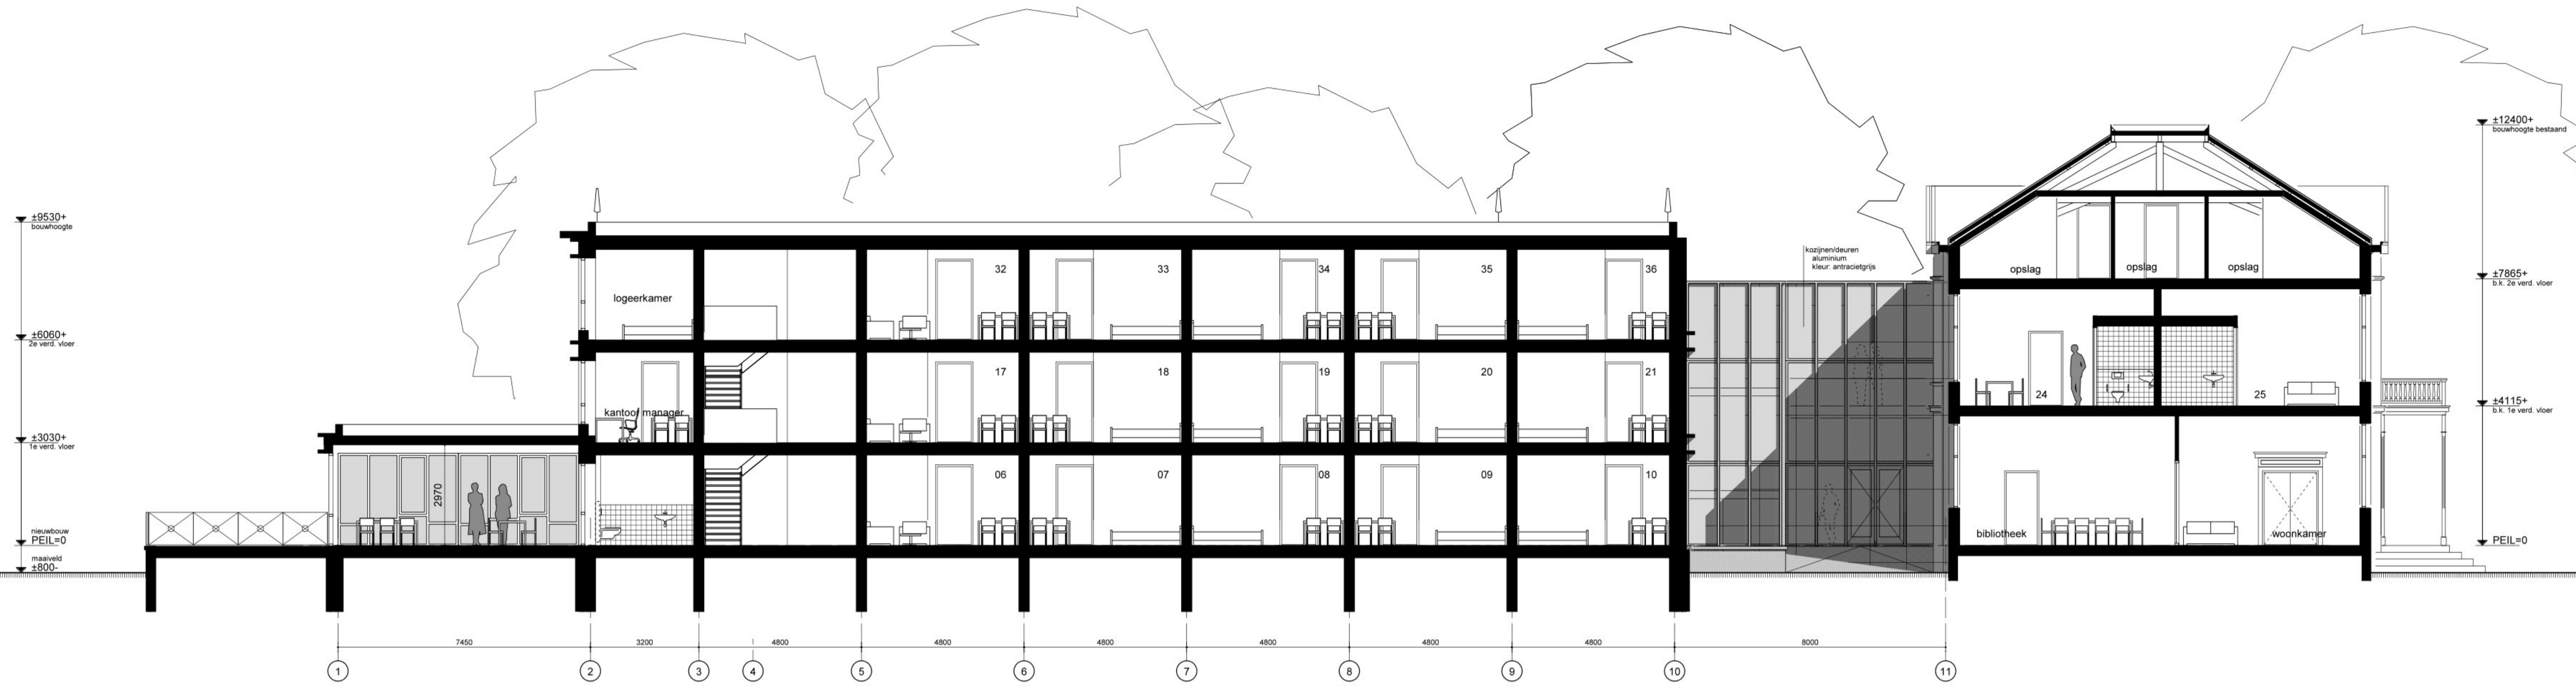 ±12400+
bouwhoogte bestaand
±9530+
bouwhoogte
kozijnen/deuren
aluminium
kleur: antracietgrijs
32
33
34
35
36
opslag
opslag
opslag
±7865+
b.k. 2e verd. vloer
logeerkamer
±6060+
2e verd. vloer
17
18
19
20
21
24
25
kantoor manager
±4115+
b.k. 1e verd. vloer
±3030+
1e verd. vloer
2970
06
07
08
09
10
nieuwbouw
PEIL=0
bibliotheek
woonkamer
PEIL=0
maaiveld
±800-
7450
3200
4800
4800
4800
4800
4800
4800
8000
1
2
3
4
5
6
7
8
9
10
11